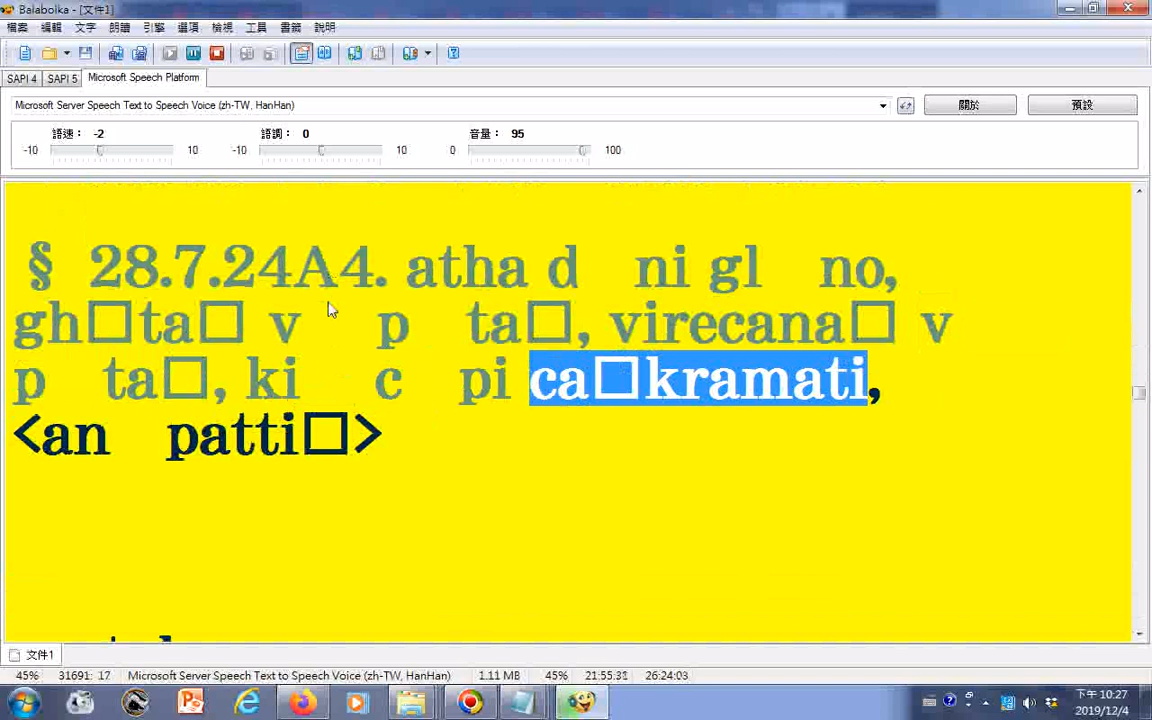 Balabolka - [文件1]
檔案 編輯 文字 朗讀 引擎 選項 檢視 工具 書籤 說明
SAPI 4 SAPI 5 Microsoft Speech Platform
Microsoft Server Speech Text to Speech Voice (zh-TW, HanHan) 關於 預設
語速： -2 語調： 0 音量： 95
-10 10 -10 10 0 100
§ 28.7.24A4. atha d ni gl no,
gh□ta□ v p ta□, virecana□ v
p ta□, ki c pi ca□kramati,
<an patti□>
文件1
45% 31691: 17 Microsoft Server Speech Text to Speech Voice (zh-TW, HanHan) 1.11 MB 45% 21:55:31 26:24:03
下午 10:27
2019/12/4